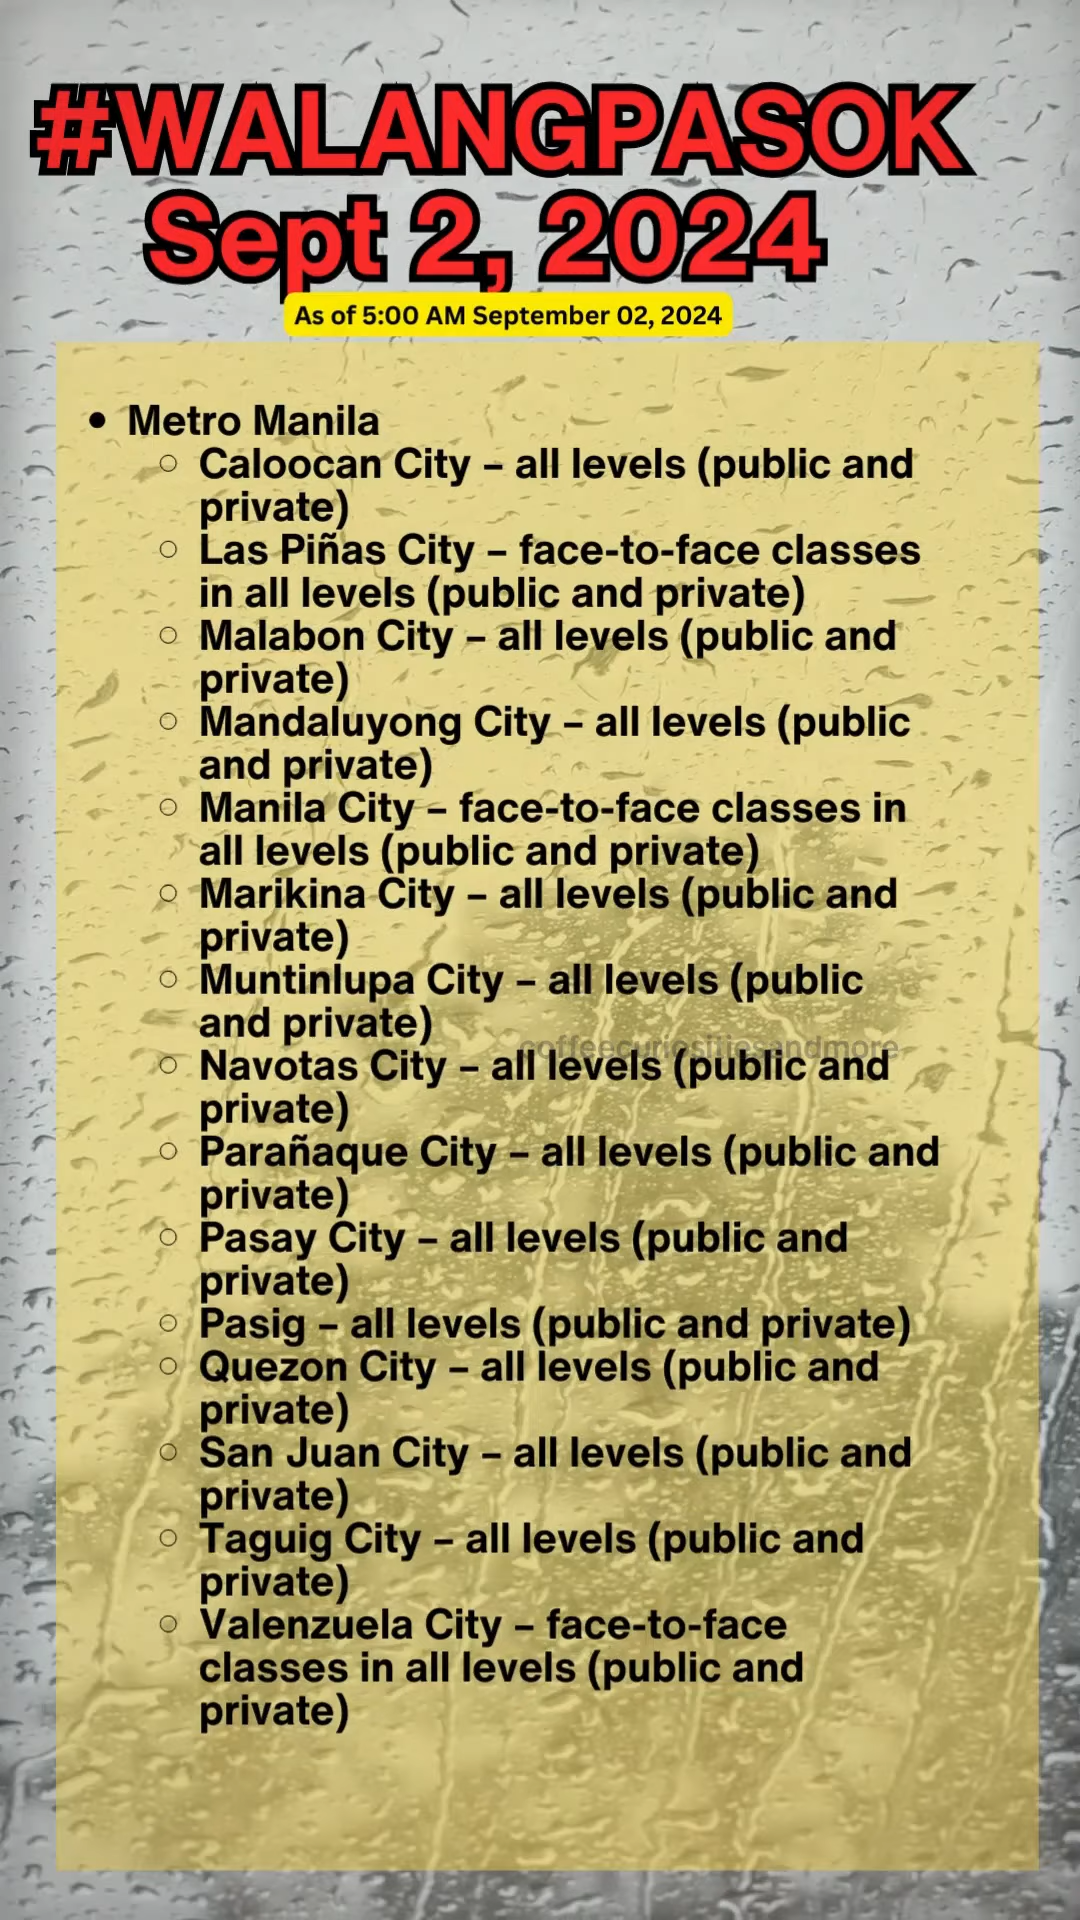 #WALANGPASOK
Sept 2, 2024
As of 5:00 AM September 02, 2024
• Metro Manila
○ Caloocan City – all levels (public and
private)
○ Las Piñas City – face-to-face classes
in all levels (public and private)
○ Malabon City – all levels (public and
private)
○ Mandaluyong City – all levels (public
and private)
○ Manila City – face-to-face classes in
all levels (public and private)
○ Marikina City – all levels (public and
private)
○ Muntinlupa City – all levels (public
and private)
coffeecuriositiesandmore
○ Navotas City – all levels (public and
private)
○ Parañaque City – all levels (public and
private)
○ Pasay City – all levels (public and
private)
○ Pasig – all levels (public and private)
○ Quezon City – all levels (public and
private)
○ San Juan City – all levels (public and
private)
○ Taguig City – all levels (public and
private)
○ Valenzuela City – face-to-face
classes in all levels (public and
private)